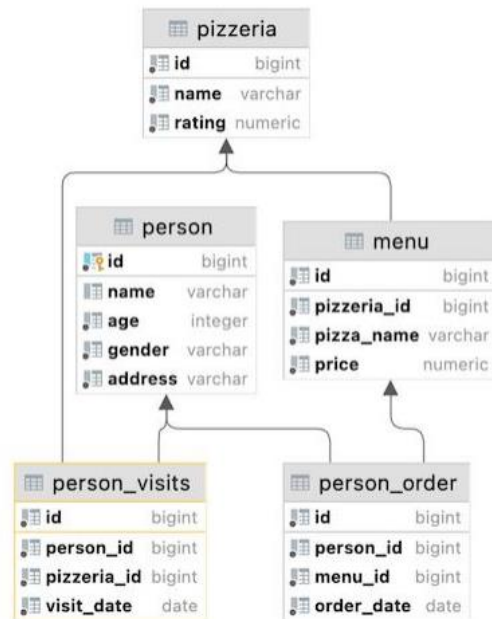 pizzeria
id bigint
name varchar
rating numeric
person
id bigint
name varchar
age integer
gender varchar
address varchar
menu
id bigint
pizzeria_id bigint
pizza_name varchar
price numeric
person_visits
id bigint
person_id bigint
pizzeria_id bigint
visit_date date
person_order
id bigint
person_id bigint
menu_id bigint
order_date date